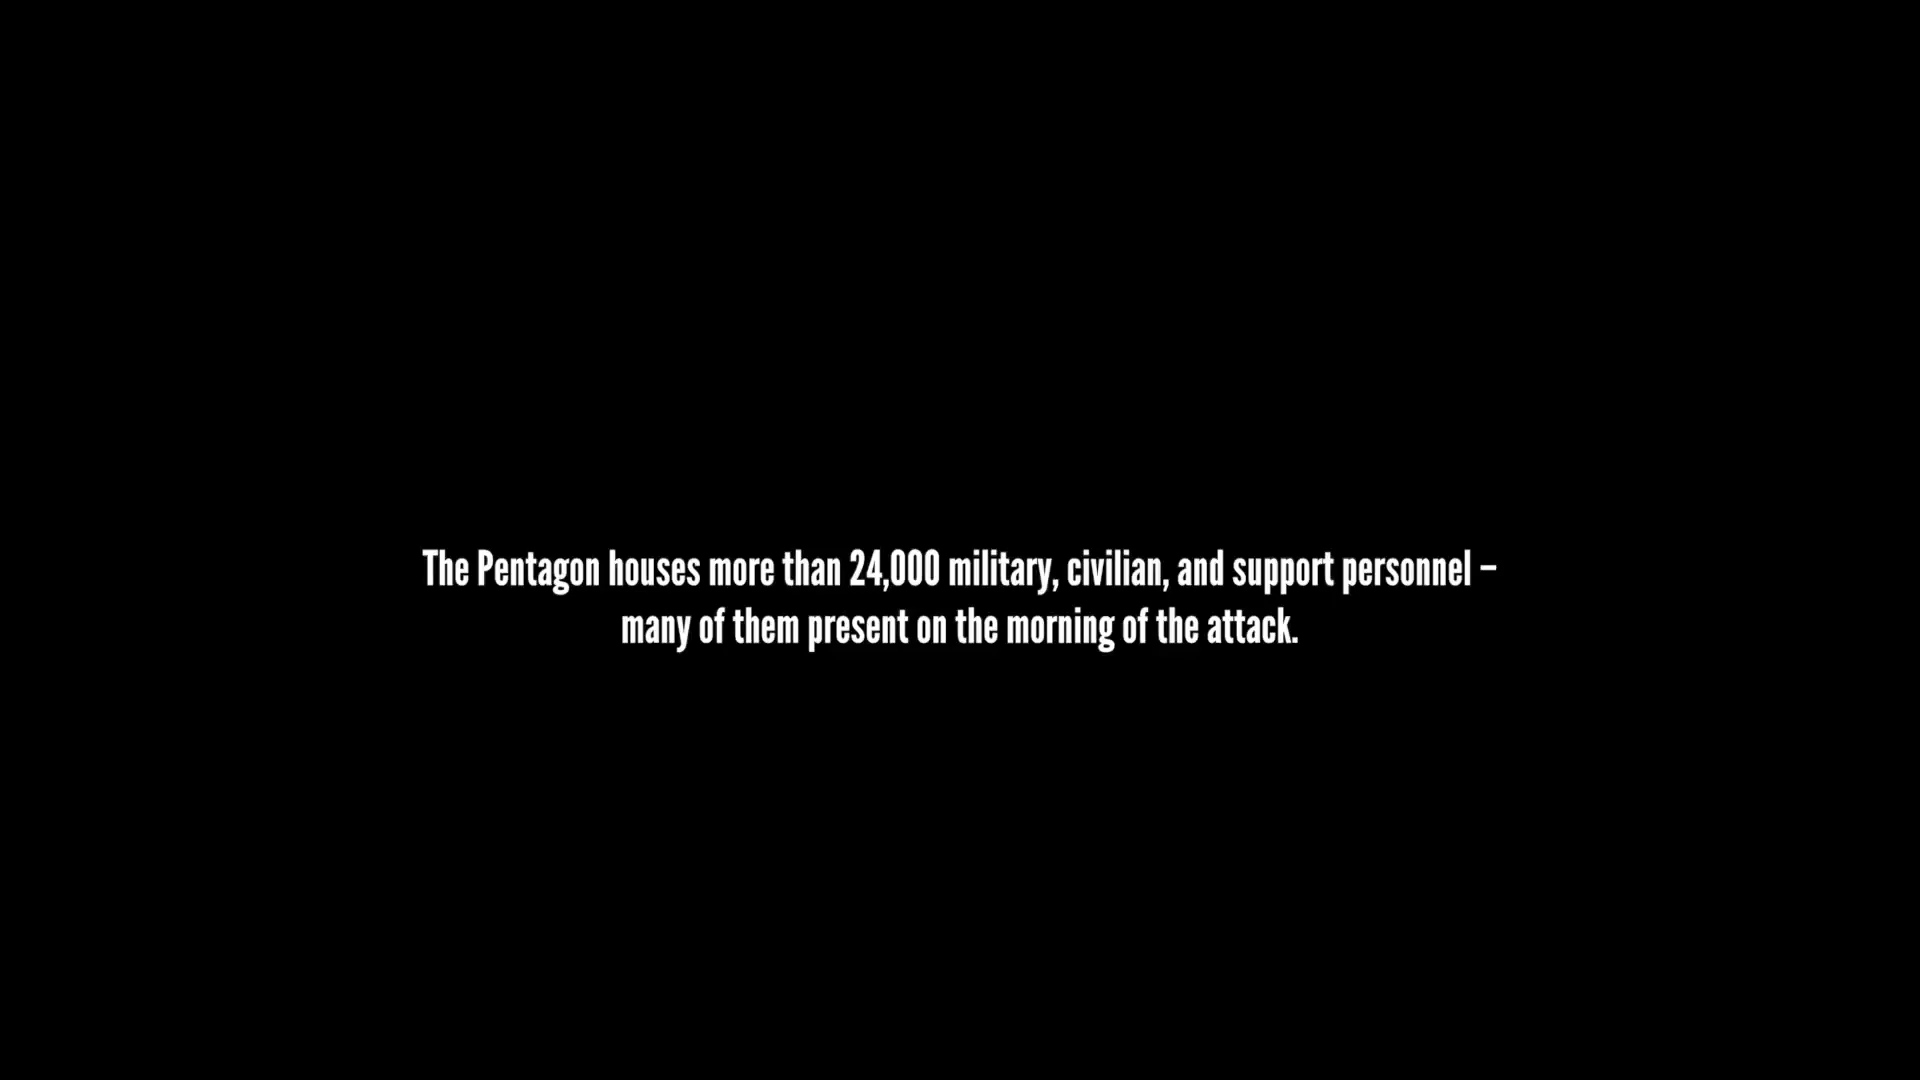 The Pentagon houses more than 24,000 military, civilian, and support personnel –
many of them present on the morning of the attack.